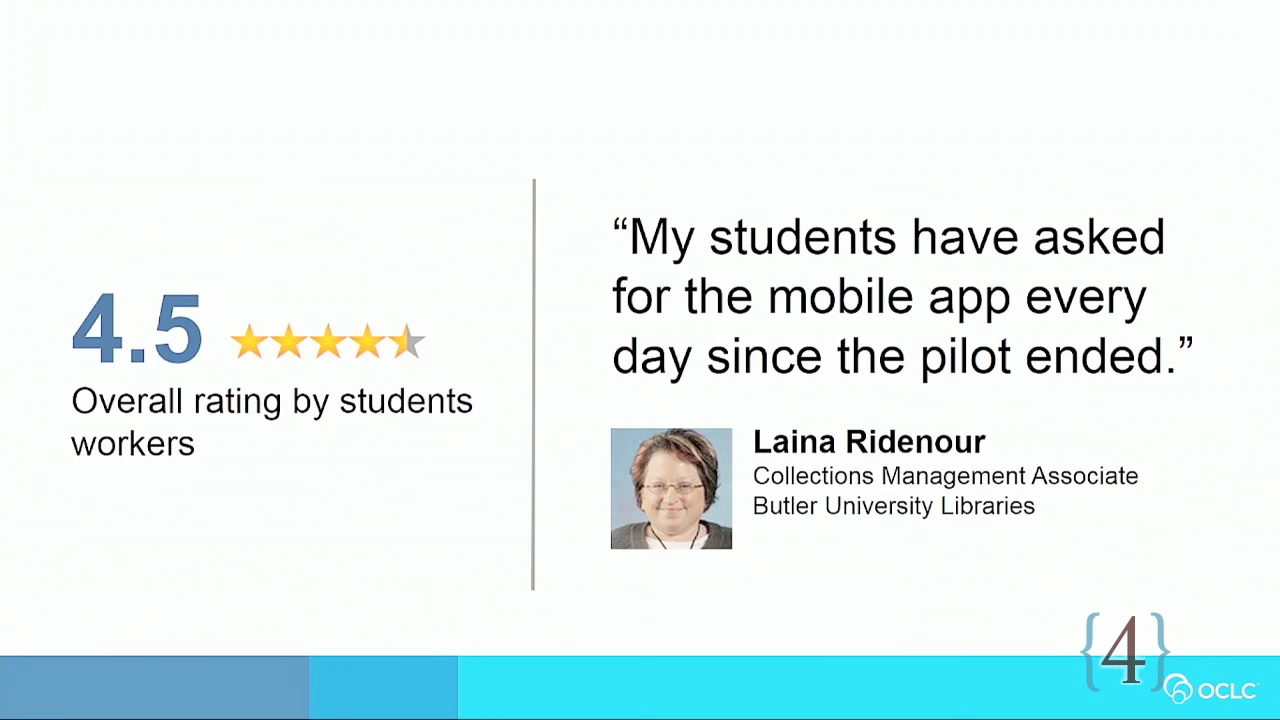 4.5
Overall rating by students
workers
“My students have asked
for the mobile app every
day since the pilot ended.”
Laina Ridenour
Collections Management Associate
Butler University Libraries
{4}
OCLC